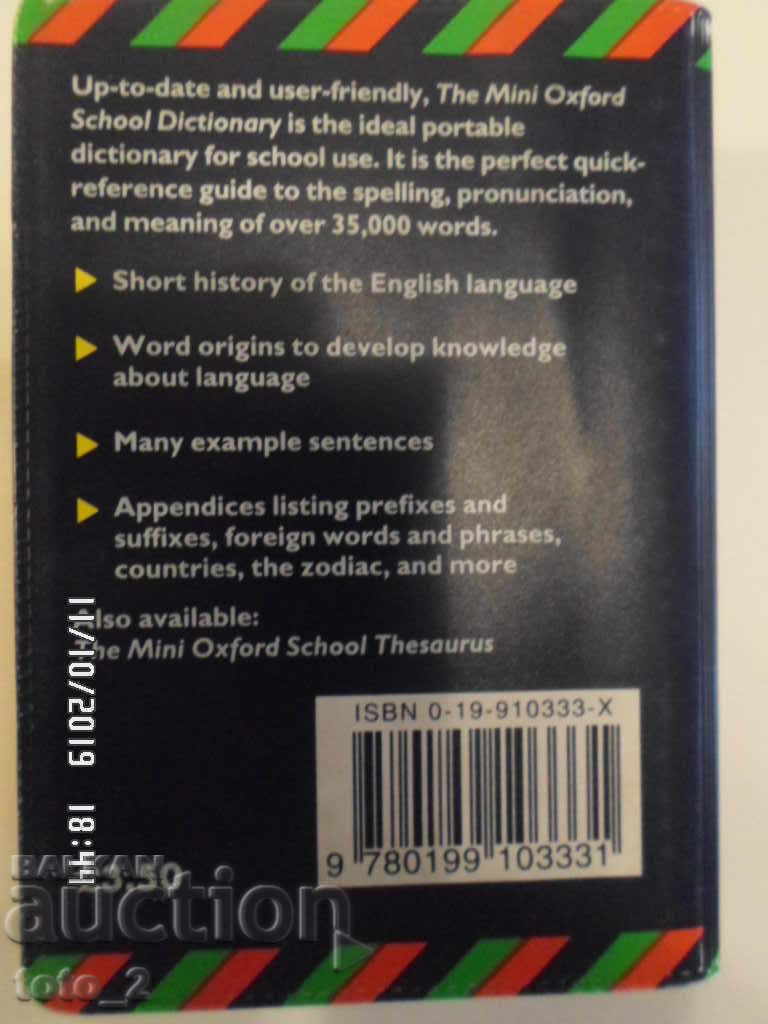 Up-to-date and user-friendly, The Mini Oxford
School Dictionary is the ideal portable
dictionary for school use. It is the perfect quick-
reference guide to the spelling, pronunciation,
and meaning of over 35,000 words.
Short history of the English language
Word origins to develop knowledge
about language
Many example sentences
Appendices listing prefixes and
suffixes, foreign words and phrases,
countries, the zodiac, and more
Also available:
The Mini Oxford School Thesaurus
ISBN 0-19-910333-X
9 780199 103331
11/10/2019 18:44
BALKAN
auction
toto_2